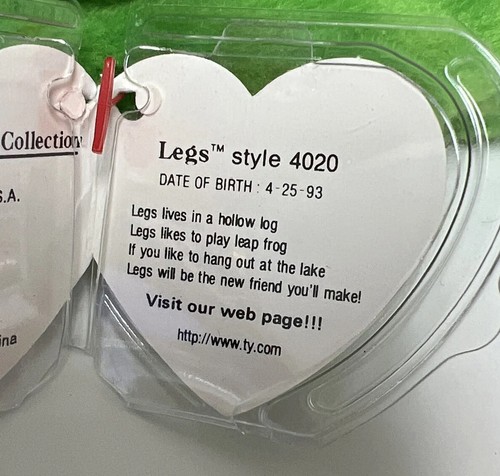 Collection
S.A.
ina
Legs™ style 4020
DATE OF BIRTH : 4-25-93
Legs lives in a hollow log
Legs likes to play leap frog
If you like to hang out at the lake
Legs will be the new friend you'll make!
Visit our web page!!!
http://www.ty.com